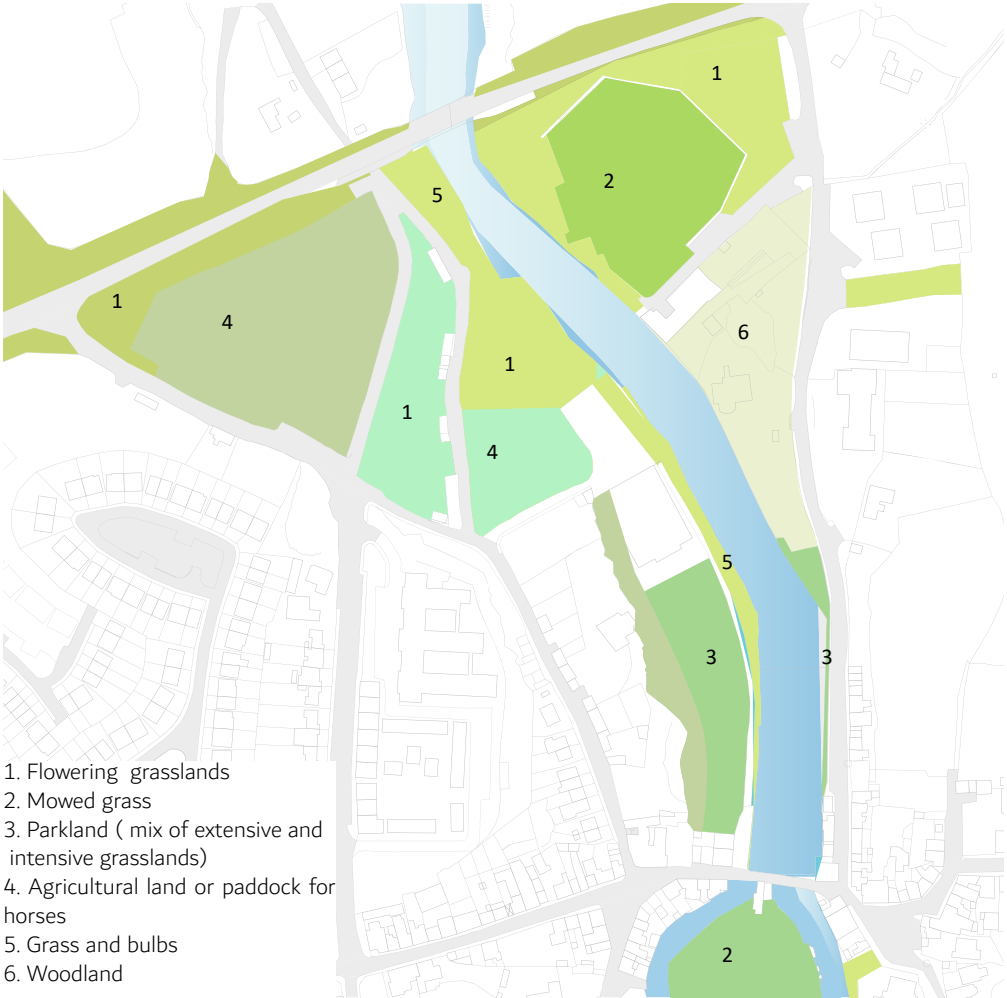 1
2
5
1
4
6
1
1
4
5
3
3
1. Flowering grasslands
2. Mowed grass
3. Parkland ( mix of extensive and
intensive grasslands)
4. Agricultural land or paddock for
horses
5. Grass and bulbs
6. Woodland
2